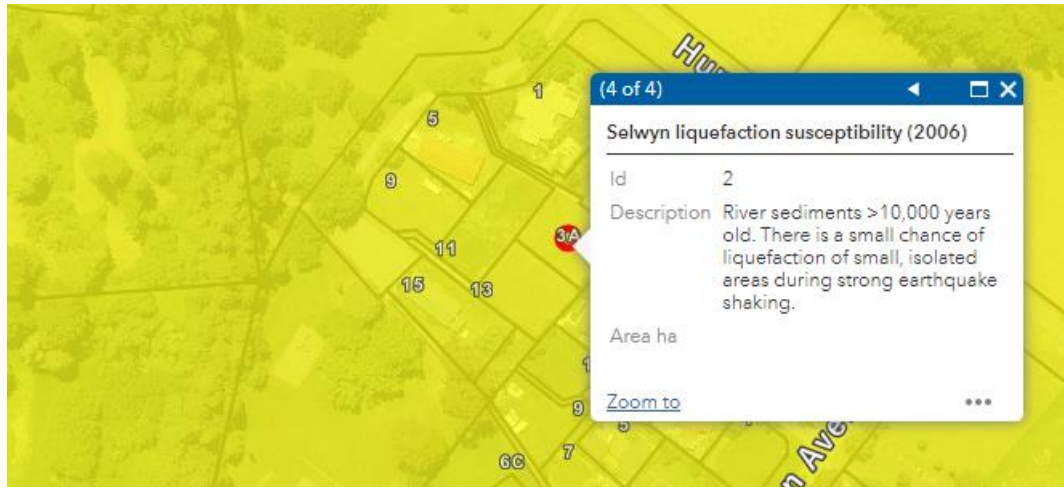 (4 of 4)
Selwyn liquefaction susceptibility (2006)
Id 2
Description River sediments >10,000 years
old. There is a small chance of
liquefaction of small, isolated
areas during strong earthquake
shaking.
Area ha
Zoom to
1
5
9
3A
11
15
13
9
5
7
6C